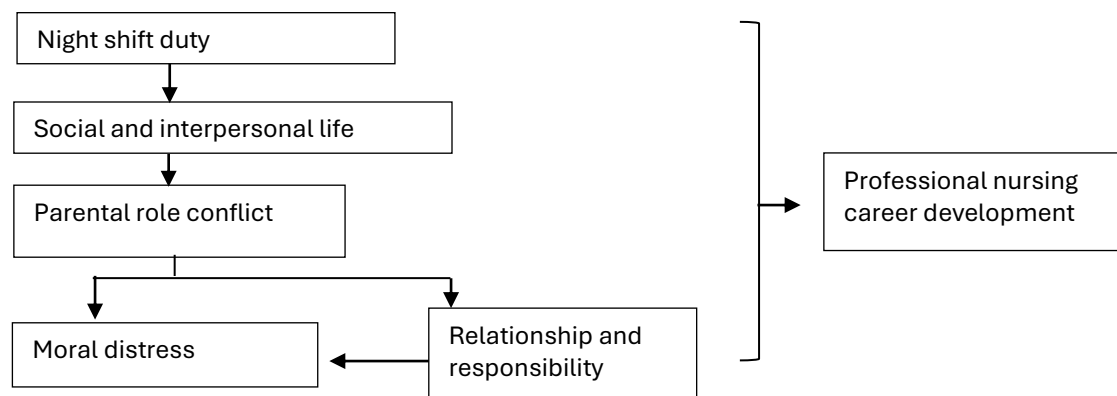 Night shift duty
Social and interpersonal life
Parental role conflict
Moral distress
Relationship and
responsibility
Professional nursing
career development